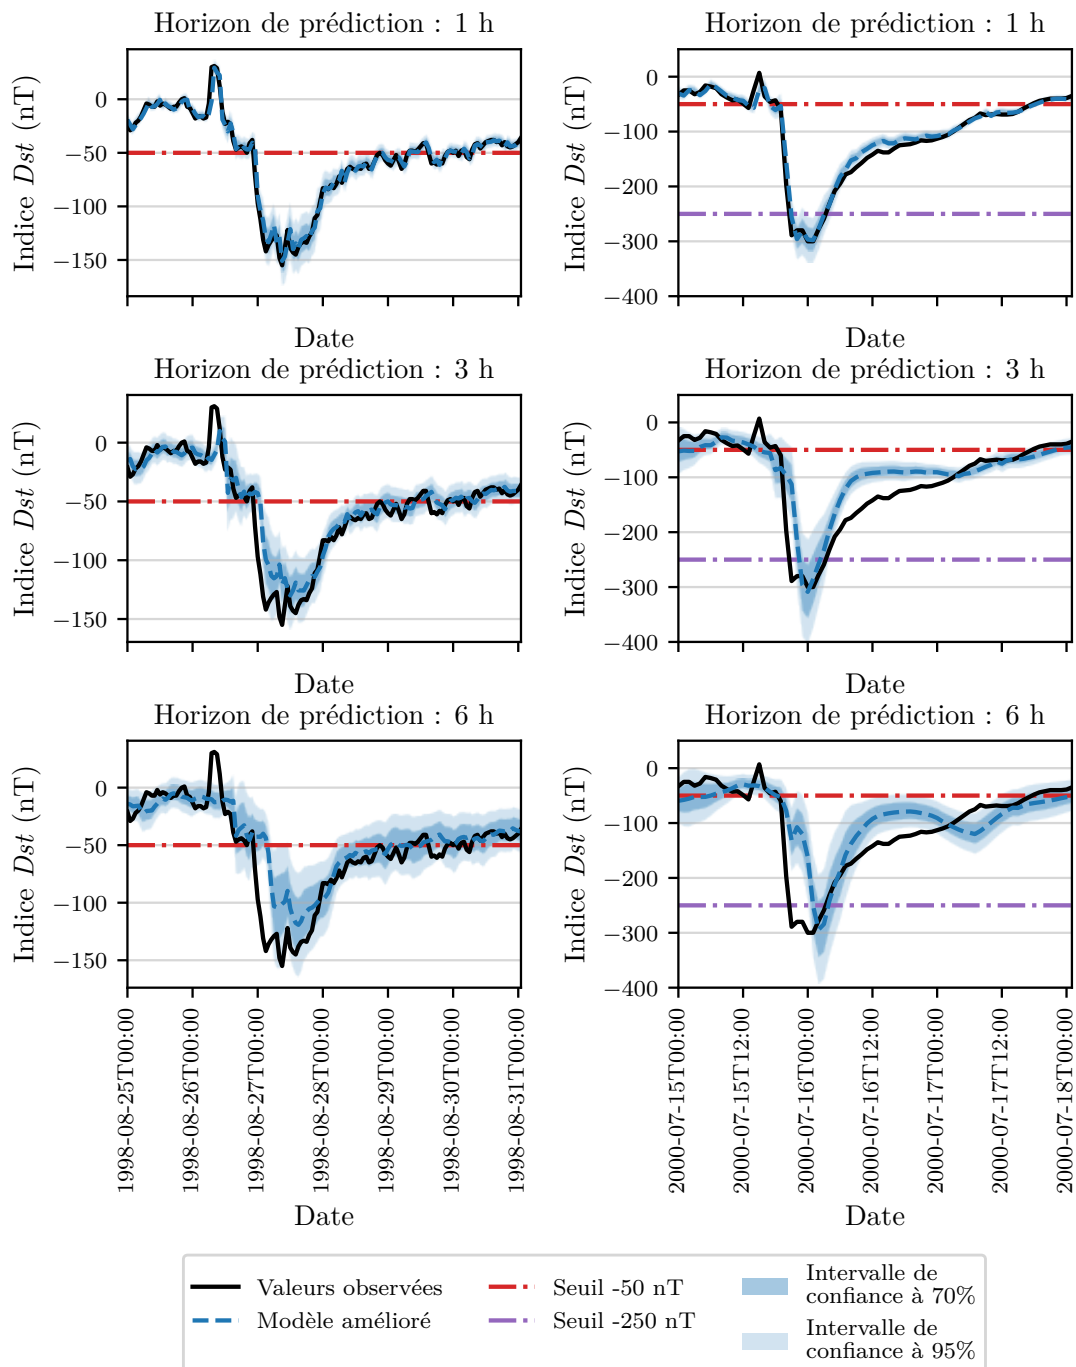 Horizon de prédiction : 1 h
Indice Dst (nT)
0
−50
−100
−150
Date
Horizon de prédiction : 1 h
Indice Dst (nT)
0
−100
−200
−300
−400
Date
Horizon de prédiction : 3 h
Indice Dst (nT)
0
−50
−100
−150
Date
Horizon de prédiction : 3 h
Indice Dst (nT)
0
−100
−200
−300
−400
Date
Horizon de prédiction : 6 h
Indice Dst (nT)
0
−50
−100
−150
1998-08-25T00:00
1998-08-26T00:00
1998-08-27T00:00
1998-08-28T00:00
1998-08-29T00:00
1998-08-30T00:00
1998-08-31T00:00
Date
Horizon de prédiction : 6 h
Indice Dst (nT)
0
−100
−200
−300
−400
2000-07-15T00:00
2000-07-15T12:00
2000-07-16T00:00
2000-07-16T12:00
2000-07-17T00:00
2000-07-17T12:00
2000-07-18T00:00
Date
Valeurs observées
Modèle amélioré
Seuil -50 nT
Seuil -250 nT
Intervalle de
confiance à 70%
Intervalle de
confiance à 95%